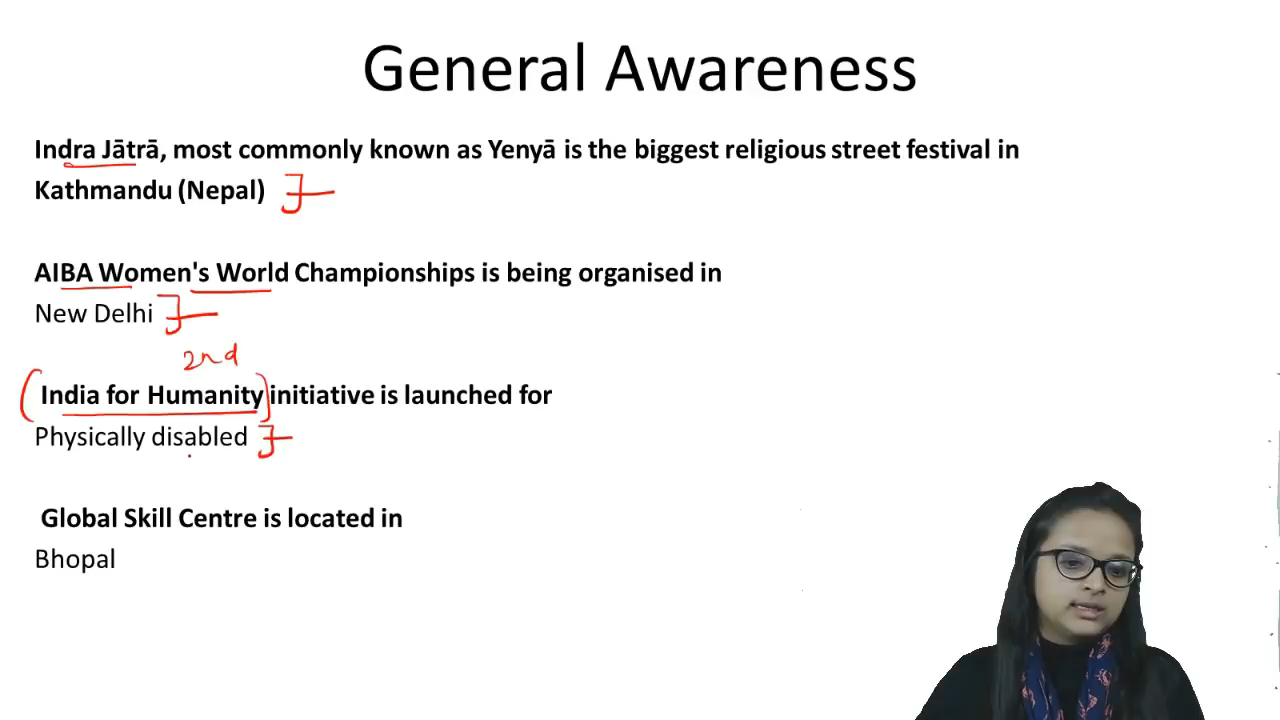 General Awareness
Indra Jātrā, most commonly known as Yenyā is the biggest religious street festival in
Kathmandu (Nepal)
AIBA Women's World Championships is being organised in
New Delhi
2nd
India for Humanity initiative is launched for
Physically disabled
Global Skill Centre is located in
Bhopal